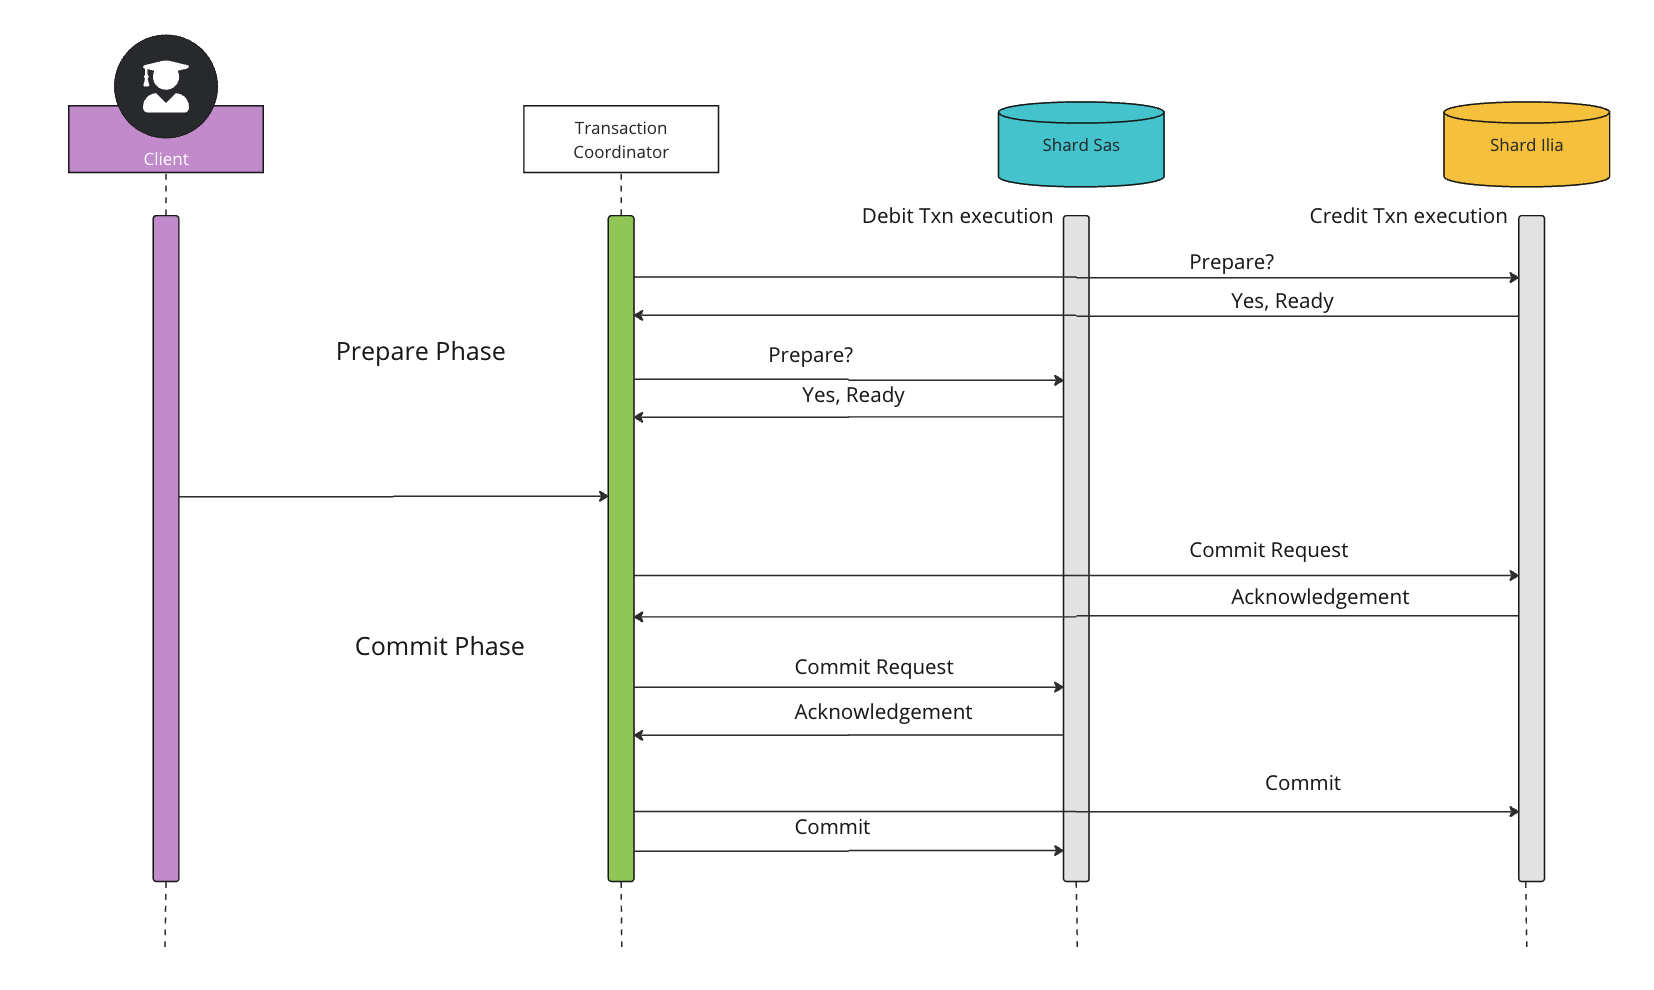 Client
Transaction
Coordinator
Shard Sas
Shard Ilia
Debit Txn execution
Credit Txn execution
Prepare?
Yes, Ready
Prepare Phase
Prepare?
Yes, Ready
Commit Request
Acknowledgement
Commit Phase
Commit Request
Acknowledgement
Commit
Commit